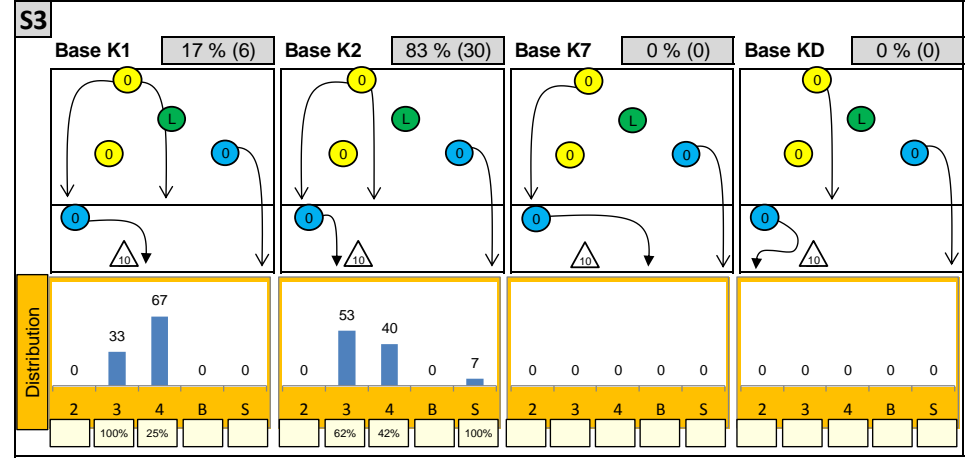 S3
Base K1 17 % (6) Base K2 83 % (30) Base K7 0 % (0) Base KD 0 % (0)
0 0 0 0
L L L L
0 0 0 0 0 0 0 0
0 0 0 0
10 10 10 10
Distribution
67
53
33 40
0 0 0 0 0 7 0 0 0 0 0 0 0 0 0 0
2 3 4 B S 2 3 4 B S 2 3 4 B S 2 3 4 B S
100% 25% 62% 42% 100%